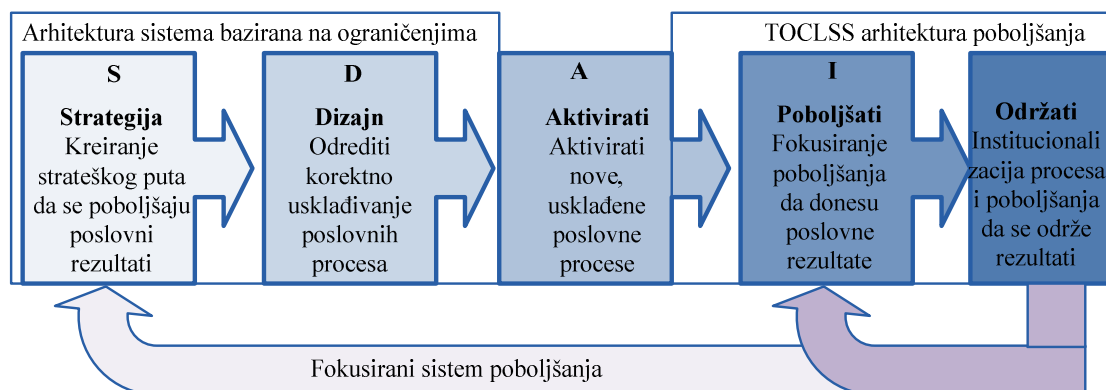 Arhitektura sistema bazirana na ograničenjima
TOCLSS arhitektura poboljšanja
S
Strategija
Kreiranje
strateškog puta
da se poboljšaju
poslovni
rezultati
D
Dizajn
Odrediti
korektno
usklađivanje
poslovnih
procesa
A
Aktivirati
Aktivirati
nove,
usklađene
poslovne
procese
I
Poboljšati
Fokusiranje
poboljšanja
da donesu
poslovne
rezultate
Održati
Institucionali
zacija procesa
i poboljšanja
da se održe
rezultati
Fokusirani sistem poboljšanja